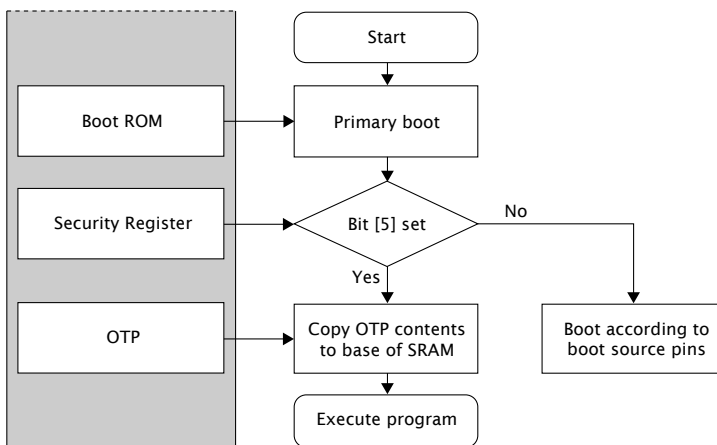 Start
Boot ROM
Primary boot
Security Register
Bit [5] set
No
Yes
OTP
Copy OTP contents
to base of SRAM
Boot according to
boot source pins
Execute program